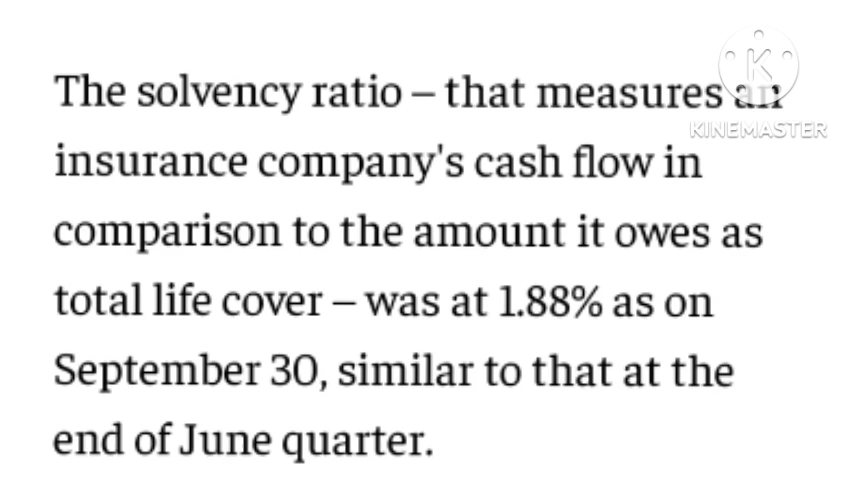 The solvency ratio – that measures an
KINEMASTER
insurance company's cash flow in
comparison to the amount it owes as
total life cover – was at 1.88% as on
September 30, similar to that at the
end of June quarter.